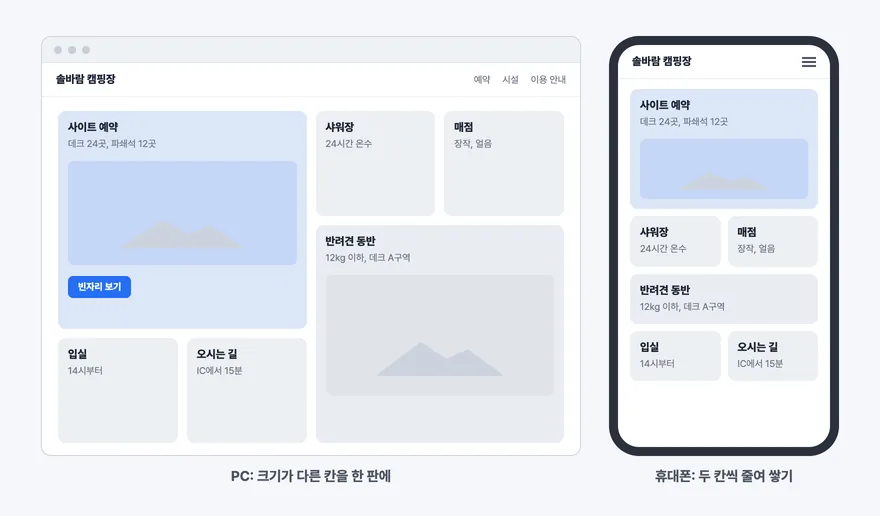 솔바람 캠핑장
예약 시설 이용 안내
사이트 예약
데크 24곳, 파쇄석 12곳
빈자리 보기
샤워장
24시간 온수
매점
장작, 얼음
반려견 동반
12kg 이하, 데크 A구역
입실
14시부터
오시는 길
IC에서 15분
PC: 크기가 다른 칸을 한 판에
솔바람 캠핑장
사이트 예약
데크 24곳, 파쇄석 12곳
샤워장
24시간 온수
매점
장작, 얼음
반려견 동반
12kg 이하, 데크 A구역
입실
14시부터
오시는 길
IC에서 15분
휴대폰: 두 칸씩 줄여 쌓기